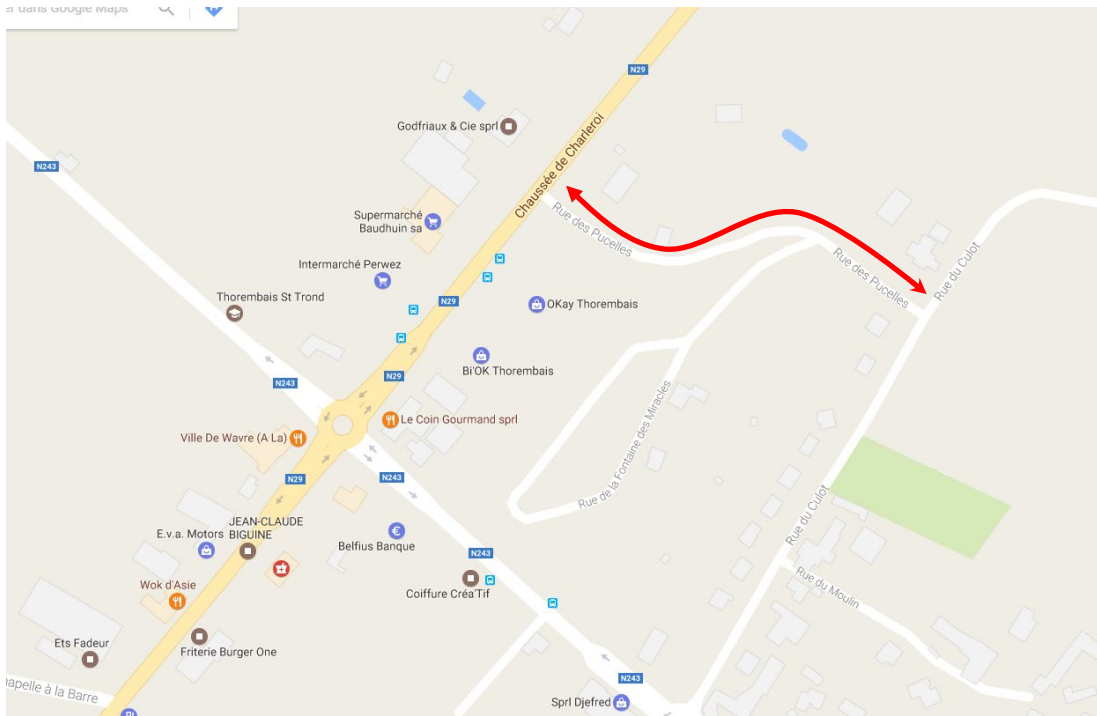 er dans Google Maps
N29
Godfriaux & Cie sprl
Chaussée de Charleroi
N243
Rue des Pucelles
Supermarché
Baudhuin sa
Rue du Culot
Intermarché Perwez
Rue des Pucelles
Thorembais St Trond
N29
OKay Thorembais
Bi'OK Thorembais
N243
N29
Le Coin Gourmand sprl
Ville De Wavre (A La)
Rue de la Fontaine des Miracles
N29
N243
Rue du Culot
JEAN-CLAUDE
BIGUINE
E.v.a. Motors
Belfius Banque
N243
Rue du Moulin
Wok d'Asie
Coiffure Créa'Tif
Ets Fadeur
Friterie Burger One
N243
hapelle à la Barre
Sprl Djefred